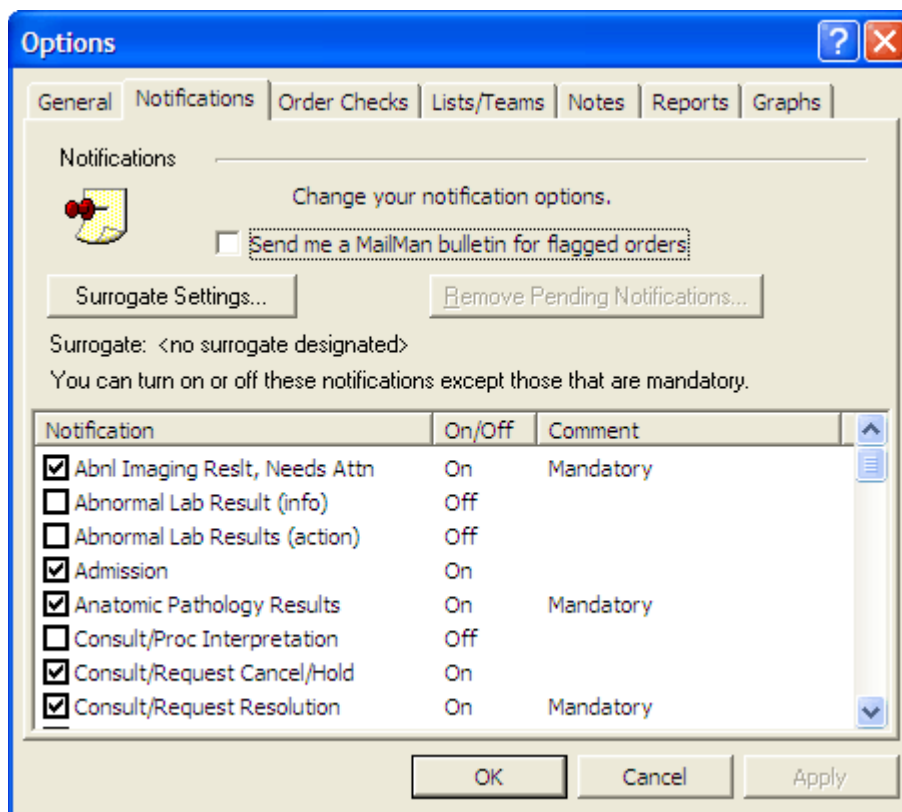 Options
General Notifications Order Checks Lists/Teams Notes Reports Graphs
Notifications
Change your notification options.
Send me a MailMan bulletin for flagged orders
Surrogate Settings... Remove Pending Notifications...
Surrogate: <no surrogate designated>
You can turn on or off these notifications except those that are mandatory.
Notification On/Off Comment
Abnl Imaging Reslt, Needs Attn On Mandatory
Abnormal Lab Result (info) Off
Abnormal Lab Results (action) Off
Admission On
Anatomic Pathology Results On Mandatory
Consult/Proc Interpretation Off
Consult/Request Cancel/Hold On
Consult/Request Resolution On Mandatory
OK Cancel Apply